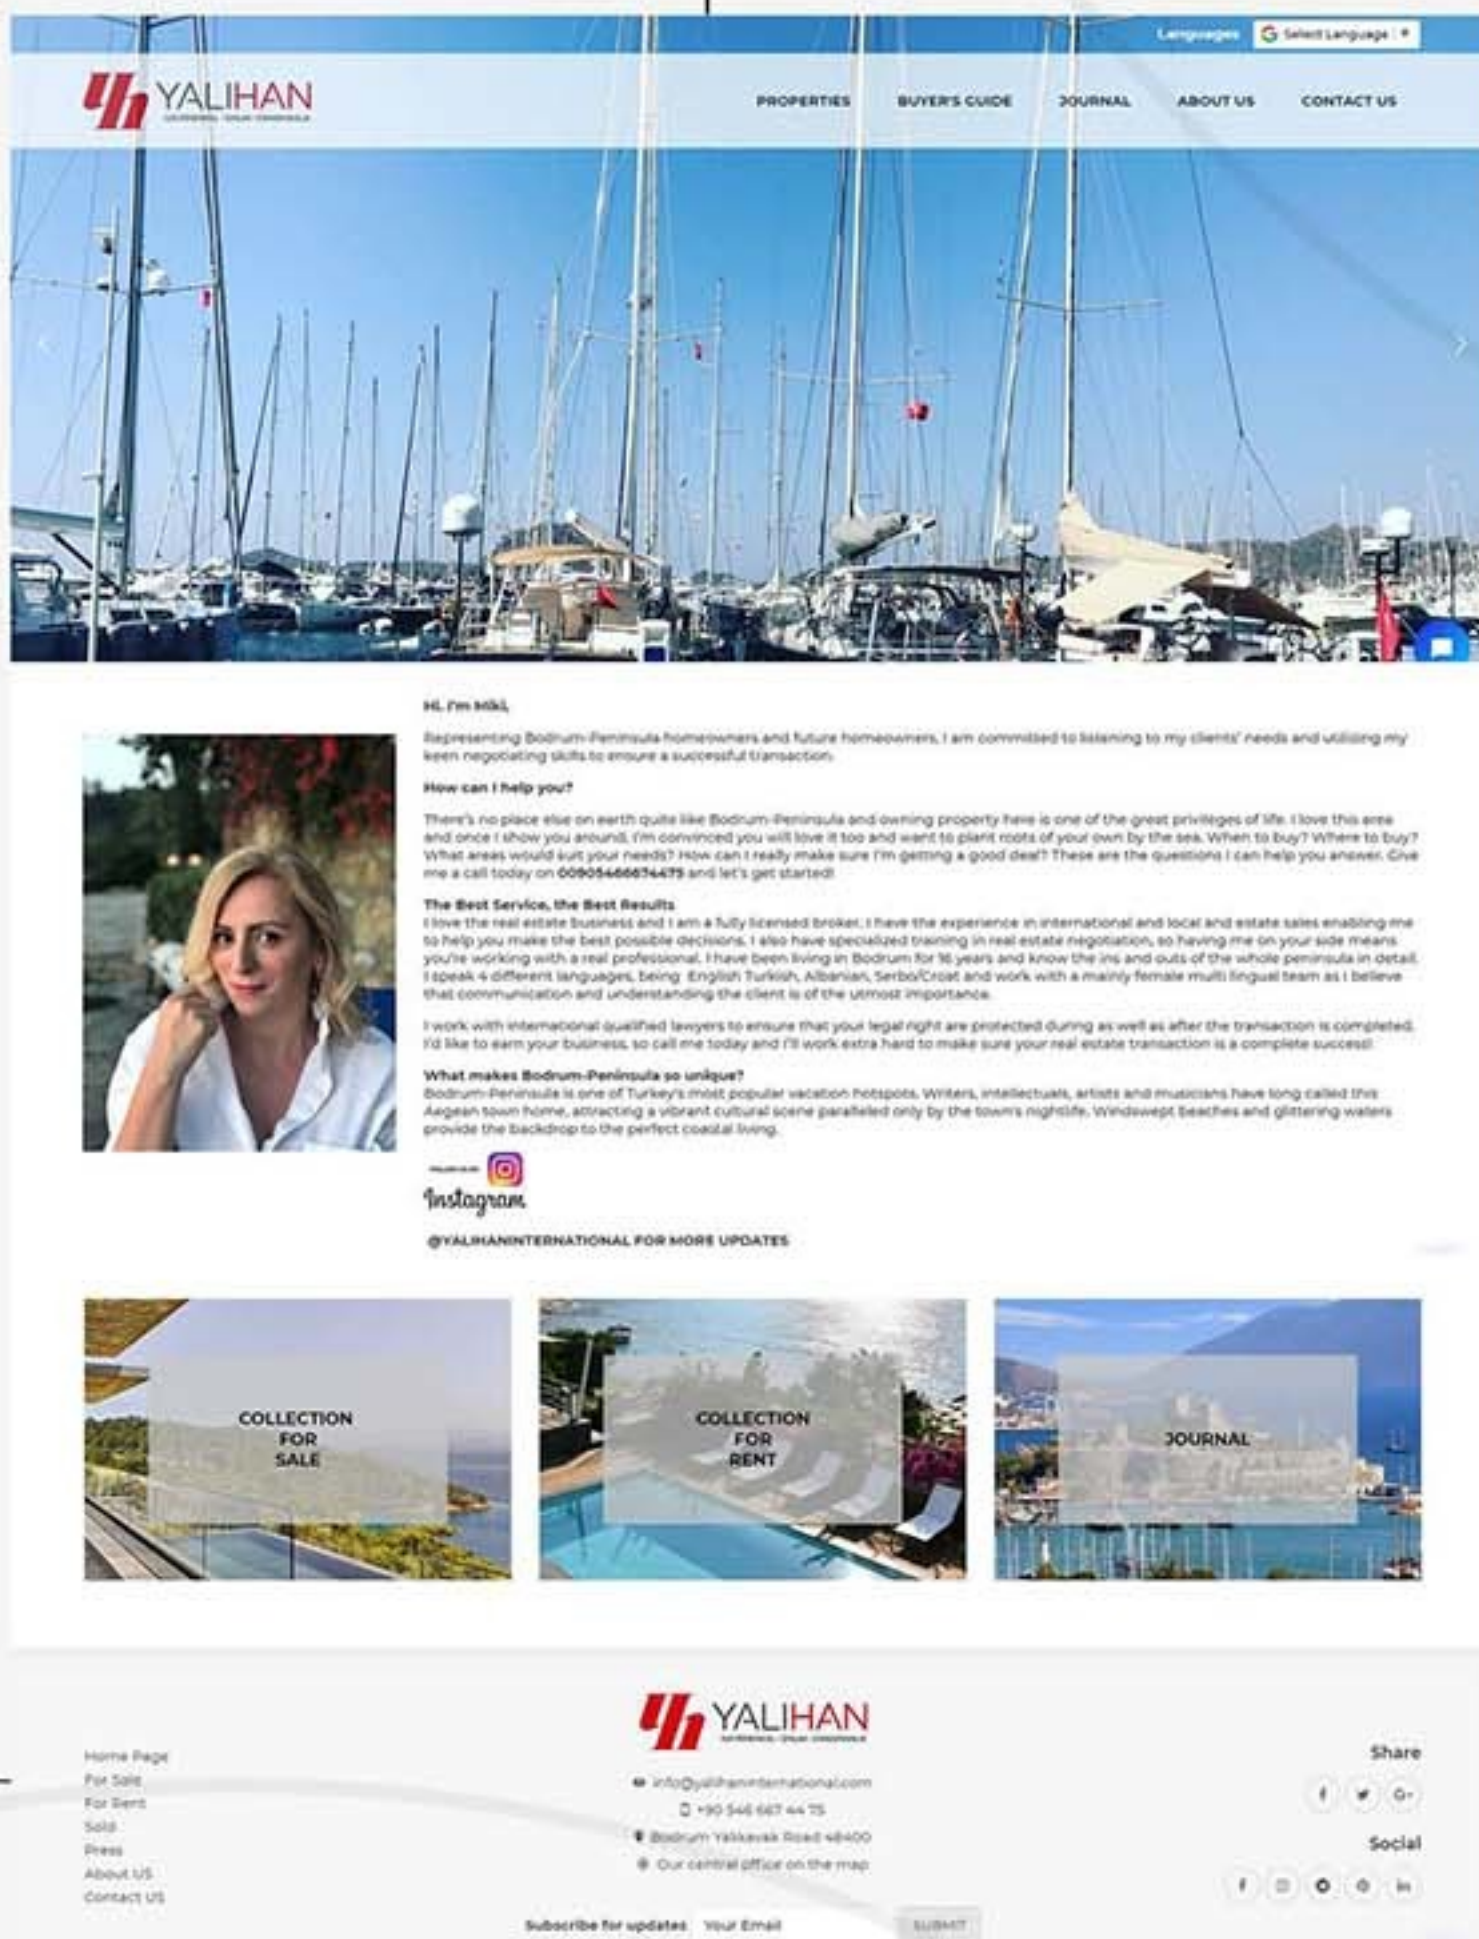 Languages Select Language
YALIHAN
PROPERTIES BUYER'S GUIDE JOURNAL ABOUT US CONTACT US
Hi, I'm Miki,
Representing Bodrum-Peninsula homeowners and future homeowners, I am committed to listening to my clients' needs and utilizing my
keen negotiating skills to ensure a successful transaction.
How can I help you?
There's no place else on earth quite like Bodrum-Peninsula and owning property here is one of the great privileges of life. I love this area
and once I show you around, I'm convinced you will love it too and want to plant roots of your own by the sea. When to buy? Where to buy?
What areas would suit your needs? How can I really make sure I'm getting a good deal? These are the questions I can help you answer. Give
me a call today on 00905466674475 and let's get started!
The Best Service, the Best Results
I love the real estate business and I am a fully licensed broker. I have the experience in international and local and estate sales enabling me
to help you make the best possible decisions. I also have specialized training in real estate negotiation, so having me on your side means
you're working with a real professional. I have been living in Bodrum for 16 years and know the ins and outs of the whole peninsula in detail.
I speak 4 different languages, being English Turkish, Albanian, Serbo/Croat and work with a mainly female multi lingual team as I believe
that communication and understanding the client is of the utmost importance.
I work with international qualified lawyers to ensure that your legal right are protected during as well as after the transaction is completed.
I'd like to earn your business, so call me today and I'll work extra hard to make sure your real estate transaction is a complete success!
What makes Bodrum-Peninsula so unique?
Bodrum-Peninsula is one of Turkey's most popular vacation hotspots. Writers, intellectuals, artists and musicians have long called this
Aegean town home, attracting a vibrant cultural scene paralleled only by the town's nightlife. Windswept beaches and glittering waters
provide the backdrop to the perfect coastal living.
Instagram
@YALIHANINTERNATIONAL FOR MORE UPDATES
COLLECTION
FOR
SALE
COLLECTION
FOR
RENT
JOURNAL
YALIHAN
Home Page
For Sale
For Rent
Sold
Press
About US
Contact US
info@yalihaninternational.com
+90 546 667 44 75
Bodrum Yalıkavak Road 48400
Our central office on the map
Share
Social
Subscribe for updates Your Email SUBMIT